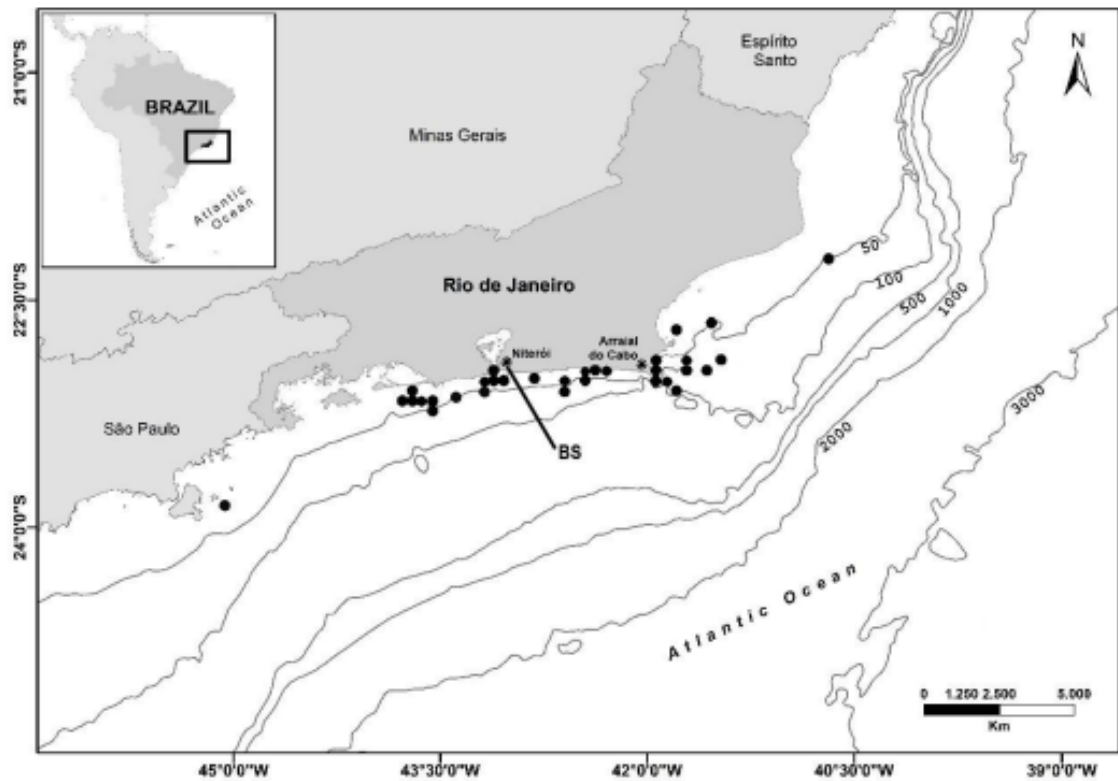 BRAZIL
Atlantic
Ocean
Espírito
Santo
N
Minas Gerais
Rio de Janeiro
Niterói
Arraial
do Cabo
São Paulo
BS
50
100
500
1000
2000
3000
Atlantic Ocean
0 1.250 2.500 5.000
Km
21°0'0"S
22°30'0"S
24°0'0"S
45°0'0"W 43°30'0"W 42°0'0"W 40°30'0"W 39°0'0"W